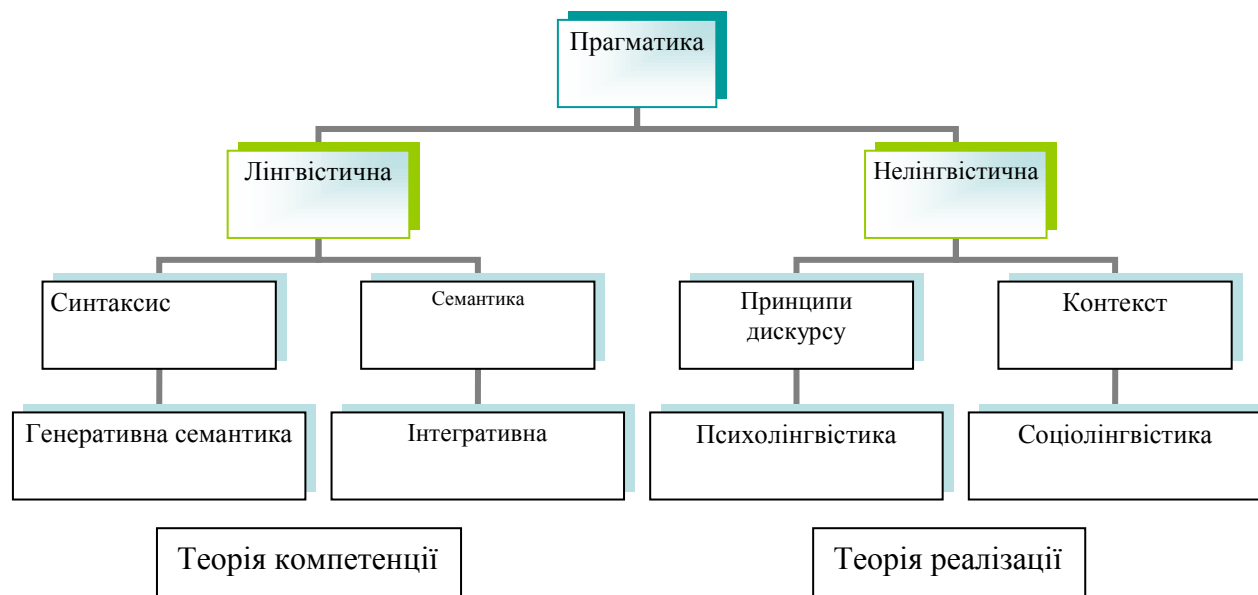 Прагматика
Лінгвістична
Нелінгвістична
Синтаксис
Семантика
Принципи
дискурсу
Контекст
Генеративна семантика
Інтегративна
Психолінгвістика
Соціолінгвістика
Теорія компетенції
Теорія реалізації